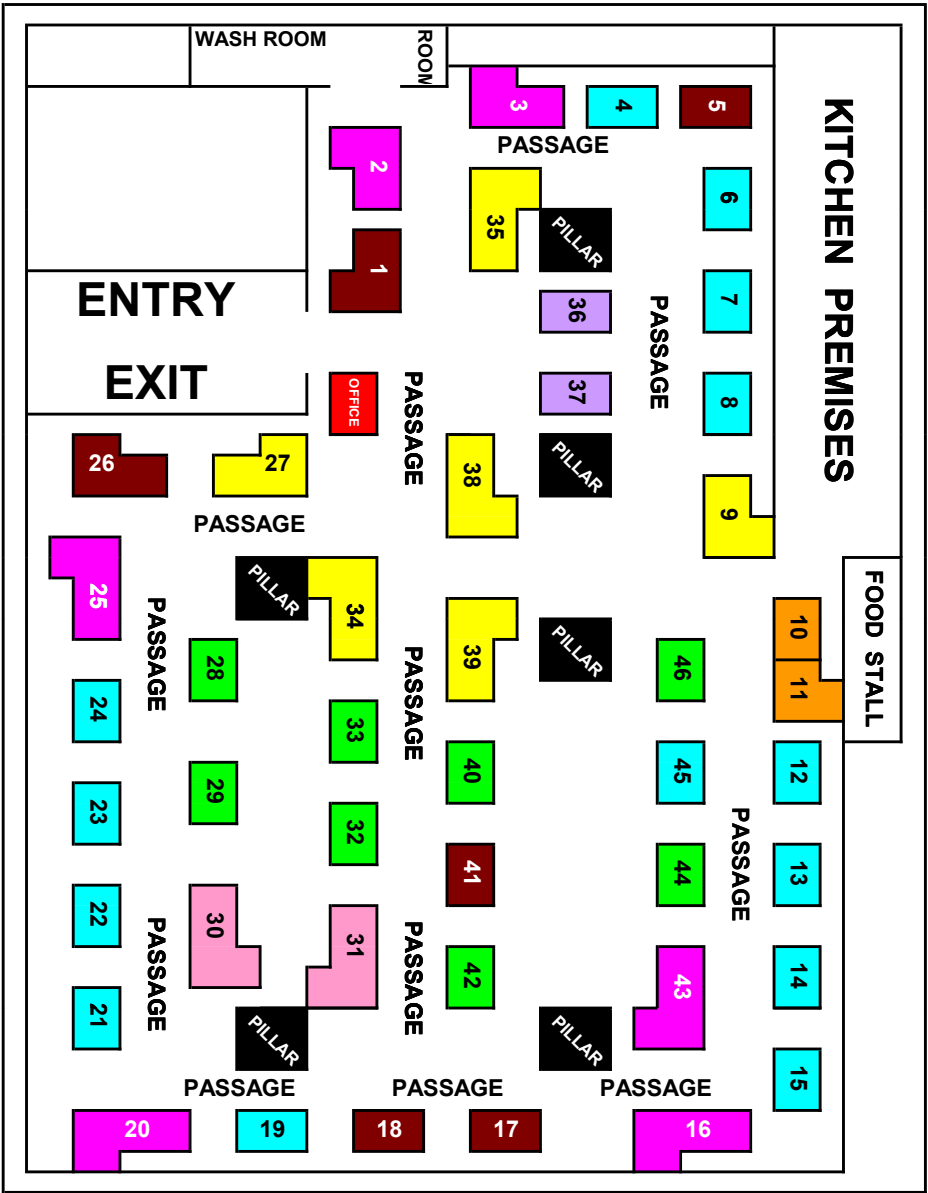 WASH ROOM
ROOM
3
4
5
PASSAGE
KITCHEN PREMISES
2
6
35
PILLAR
1
ENTRY
36
7
PASSAGE
EXIT
OFFICE
PASSAGE
37
8
26
27
38
PILLAR
9
PASSAGE
25
PILLAR
34
FOOD STALL
PASSAGE
28
39
PILLAR
46
10
11
24
33
PASSAGE
40
45
12
23
29
32
41
44
13
PASSAGE
22
30
31
42
43
14
PASSAGE
PASSAGE
21
PILLAR
PILLAR
15
PASSAGE
PASSAGE
PASSAGE
20
19
18
17
16